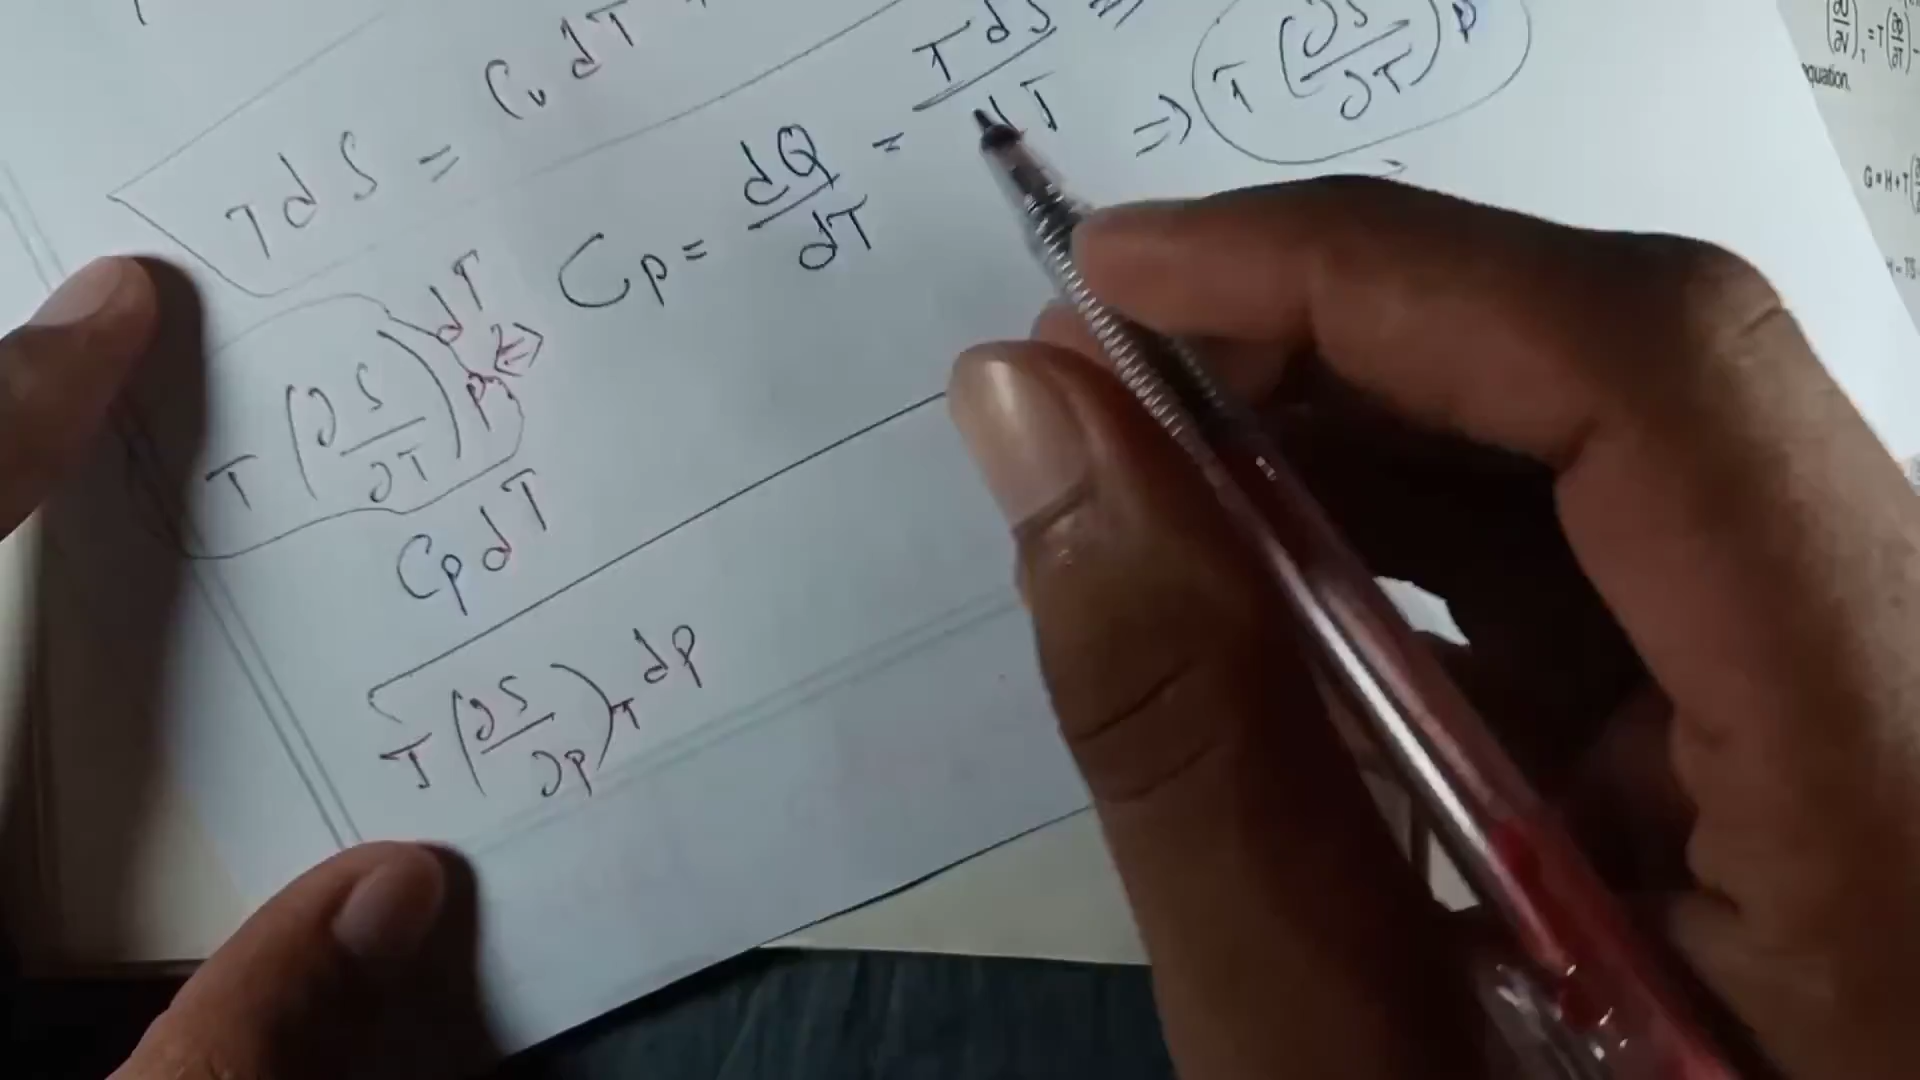 TdS = CvdT
Cp = dQ/dT = TdS/dT => T(∂S/∂T)p
T(∂S/∂T)p dT
CpdT
T(∂S/∂p)T dp
(∂U/∂V)T = T(∂p/∂T) -
equation.
G = H + T